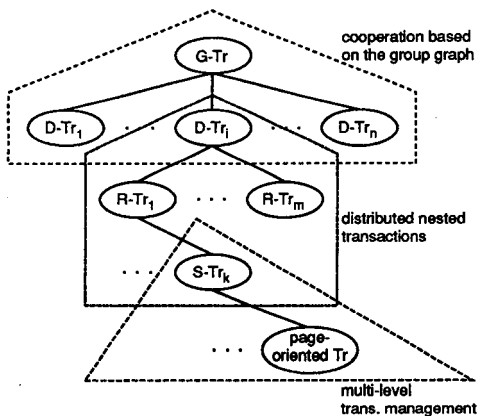 cooperation based
on the group graph
G-Tr
D-Tr1 · · · D-Tri · · · D-Trn
R-Tr1 · · · R-Trm
distributed nested
transactions
· · · S-Trk
· · · page-
oriented Tr
multi-level
trans. management